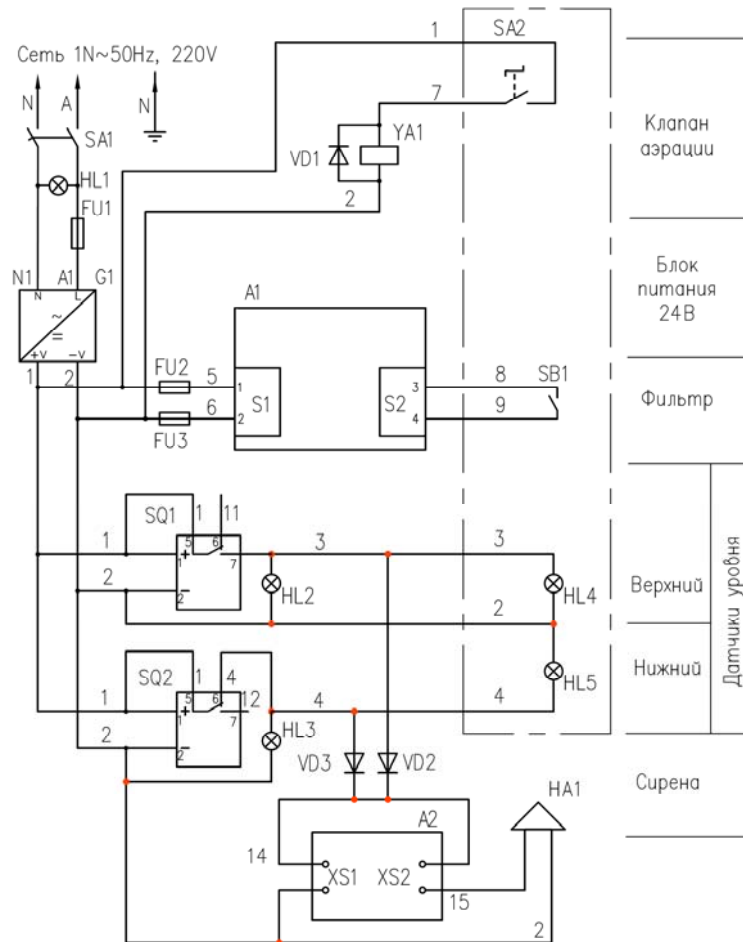 1
SA2
Сеть 1N~50Hz, 220V
N
A
N
7
SA1
YA1
VD1
Клапан
аэрации
HL1
FU1
2
N1
A1
G1
N
L
~
=
+V
-V
Блок
питания
24В
A1
1
2
FU2
5
1
S1
S2
3
8
SB1
6
2
4
9
FU3
Фильтр
SQ1
1
11
1
5
6
3
3
1
+
7
2
2
-
HL2
2
HL4
Верхний
Датчики уровня
SQ2
1
4
HL5
Нижний
1
5
6
12
4
4
1
+
7
2
2
-
HL3
VD3
VD2
HA1
Сирена
A2
14
XS1
XS2
15
2